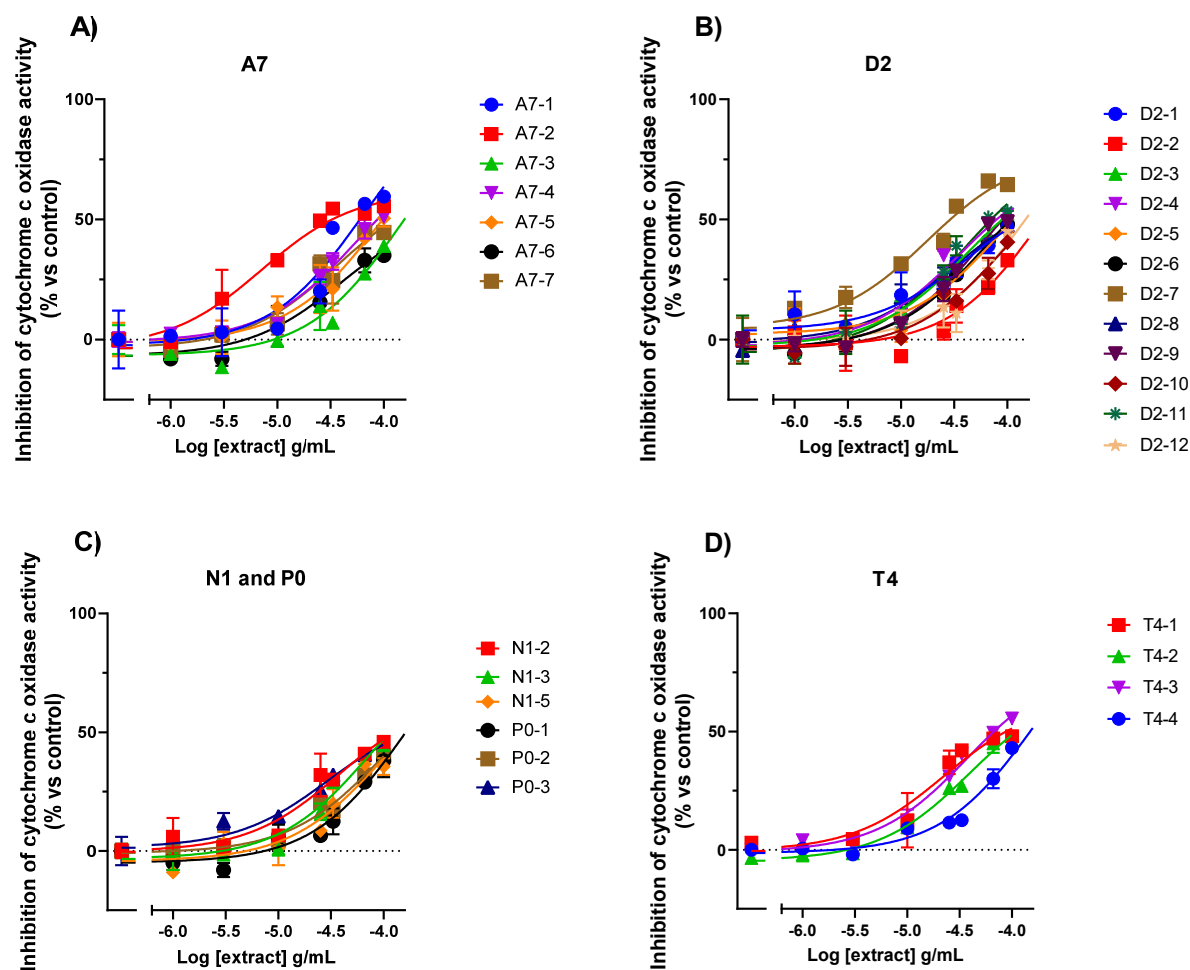 A)
A7
Inhibition of cytochrome c oxidase activity
(% vs control)
100
50
0
-6.0 -5.5 -5.0 -4.5 -4.0
Log [extract] g/mL
A7-1
A7-2
A7-3
A7-4
A7-5
A7-6
A7-7
B)
D2
Inhibition of cytochrome c oxidase activity
(% vs control)
100
50
0
-6.0 -5.5 -5.0 -4.5 -4.0
Log [extract] g/mL
D2-1
D2-2
D2-3
D2-4
D2-5
D2-6
D2-7
D2-8
D2-9
D2-10
D2-11
D2-12
C)
N1 and P0
Inhibition of cytochrome c oxidase activity
(% vs control)
100
50
0
-6.0 -5.5 -5.0 -4.5 -4.0
Log [extract] g/mL
N1-2
N1-3
N1-5
P0-1
P0-2
P0-3
D)
T4
Inhibition of cytochrome c oxidase activity
(% vs control)
100
50
0
-6.0 -5.5 -5.0 -4.5 -4.0
Log [extract] g/mL
T4-1
T4-2
T4-3
T4-4